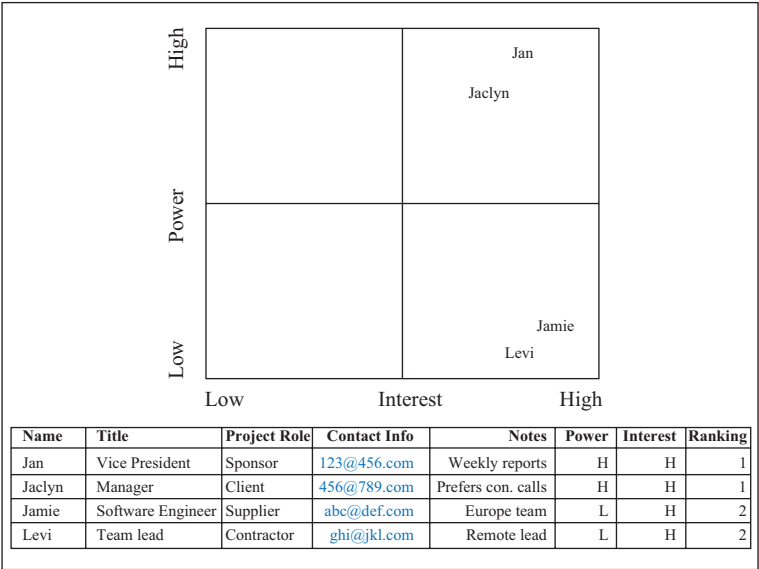 High
Jan
Jaclyn
Power
Jamie
Levi
Low
Low Interest High
Name Title Project Role Contact Info Notes Power Interest Ranking
Jan Vice President Sponsor 123@456.com Weekly reports H H 1
Jaclyn Manager Client 456@789.com Prefers con. calls H H 1
Jamie Software Engineer Supplier abc@def.com Europe team L H 2
Levi Team lead Contractor ghi@jkl.com Remote lead L H 2